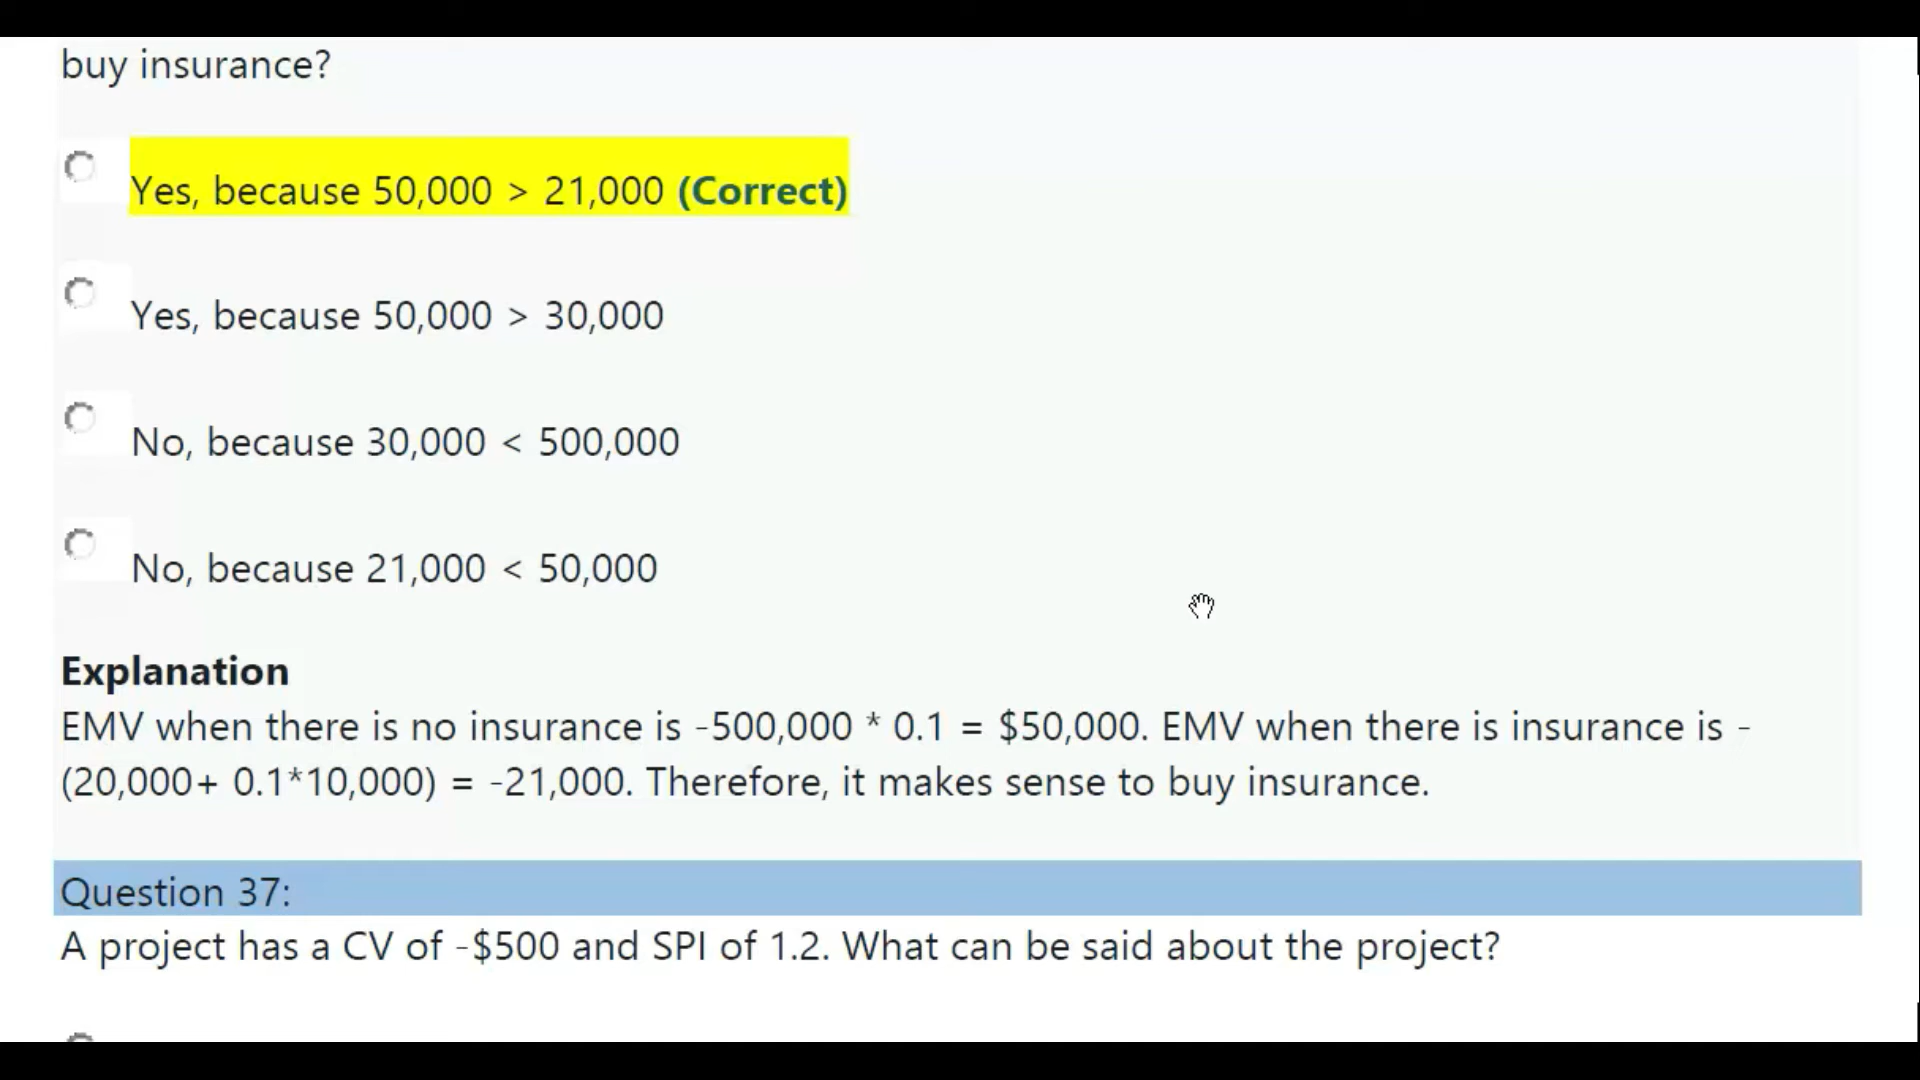 buy insurance?
Yes, because 50,000 > 21,000 (Correct)
Yes, because 50,000 > 30,000
No, because 30,000 < 500,000
No, because 21,000 < 50,000
Explanation
EMV when there is no insurance is -500,000 * 0.1 = $50,000. EMV when there is insurance is -
(20,000+ 0.1*10,000) = -21,000. Therefore, it makes sense to buy insurance.
Question 37:
A project has a CV of -$500 and SPI of 1.2. What can be said about the project?